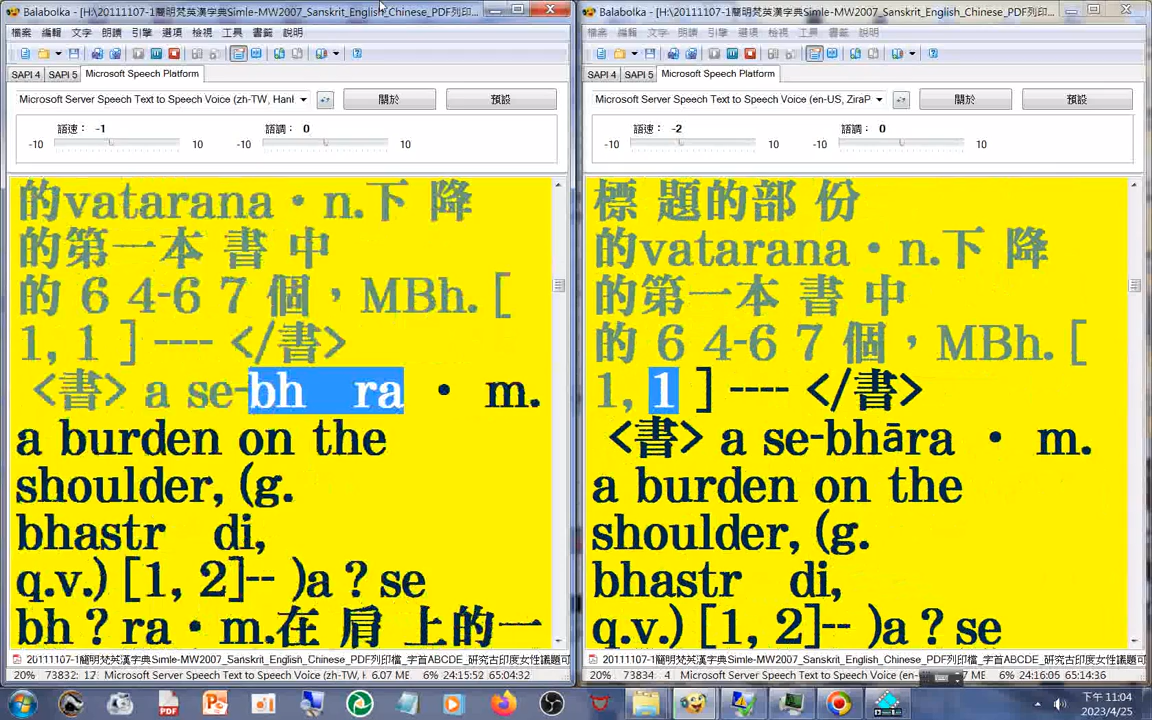 Balabolka - [H:\20111107-1簡明梵英漢字典Simle-MW2007_Sanskrit_English_Chinese_PDF列印...
檔案 編輯 文字 朗讀 引擎 選項 檢視 工具 書籤 說明
SAPI 4 SAPI 5 Microsoft Speech Platform
Microsoft Server Speech Text to Speech Voice (zh-TW, Hanl
關於
預設
語速： -1
語調： 0
-10 10 -10 10
的vatarana・n.下 降
的第一本 書 中
的 6 4-6 7 個，MBh. [
1, 1 ] ---- </書>
<書> a se-bh ra ・ m.
a burden on the
shoulder, (g.
bhastr di,
q.v.) [1, 2]-- )a？se
bh？ra・m.在 肩 上的一
20111107-1簡明梵英漢字典Simle-MW2007_Sanskrit_English_Chinese_PDF列印檔_字首ABCDE_研究古印度女性議題可
20% 73832: 12 Microsoft Server Speech Text to Speech Voice (zh-TW, H 6.07 ME 6% 24:15:52 65:04:32
Balabolka - [H:\20111107-1簡明梵英漢字典Simle-MW2007_Sanskrit_English_Chinese_PDF列印...
檔案 編輯 文字 朗讀 引擎 選項 檢視 工具 書籤 說明
SAPI 4 SAPI 5 Microsoft Speech Platform
Microsoft Server Speech Text to Speech Voice (en-US, ZiraP
關於
預設
語速： -2
語調： 0
-10 10 -10 10
標 題的部 份
的vatarana・n.下 降
的第一本 書 中
的 6 4-6 7 個，MBh. [
1, 1 ] ---- </書>
<書> a se-bhāra ・ m.
a burden on the
shoulder, (g.
bhastr di,
q.v.) [1, 2]-- )a？se
20111107-1簡明梵英漢字典Simle-MW2007_Sanskrit_English_Chinese_PDF列印檔_字首ABCDE_研究古印度女性議題可
20% 73834: 4 Microsoft Server Speech Text to Speech Voice (en-US, Z ME 6% 24:16:05 65:14:36
下午 11:04
2023/4/25